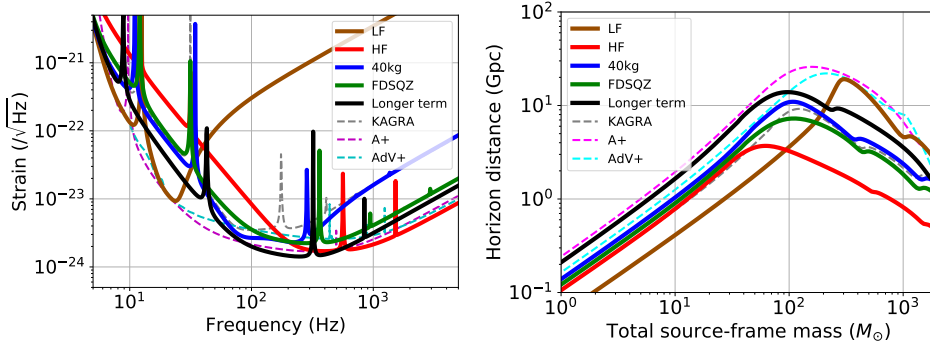 Strain (/√Hz)
10⁻²¹
10⁻²²
10⁻²³
10⁻²⁴
10¹
10²
10³
Frequency (Hz)
LF
HF
40kg
FDSQZ
Longer term
KAGRA
A+
AdV+
Horizon distance (Gpc)
10²
10¹
10⁰
10⁻¹
10⁰
10¹
10²
10³
Total source-frame mass (M⊙)
LF
HF
40kg
FDSQZ
Longer term
KAGRA
A+
AdV+